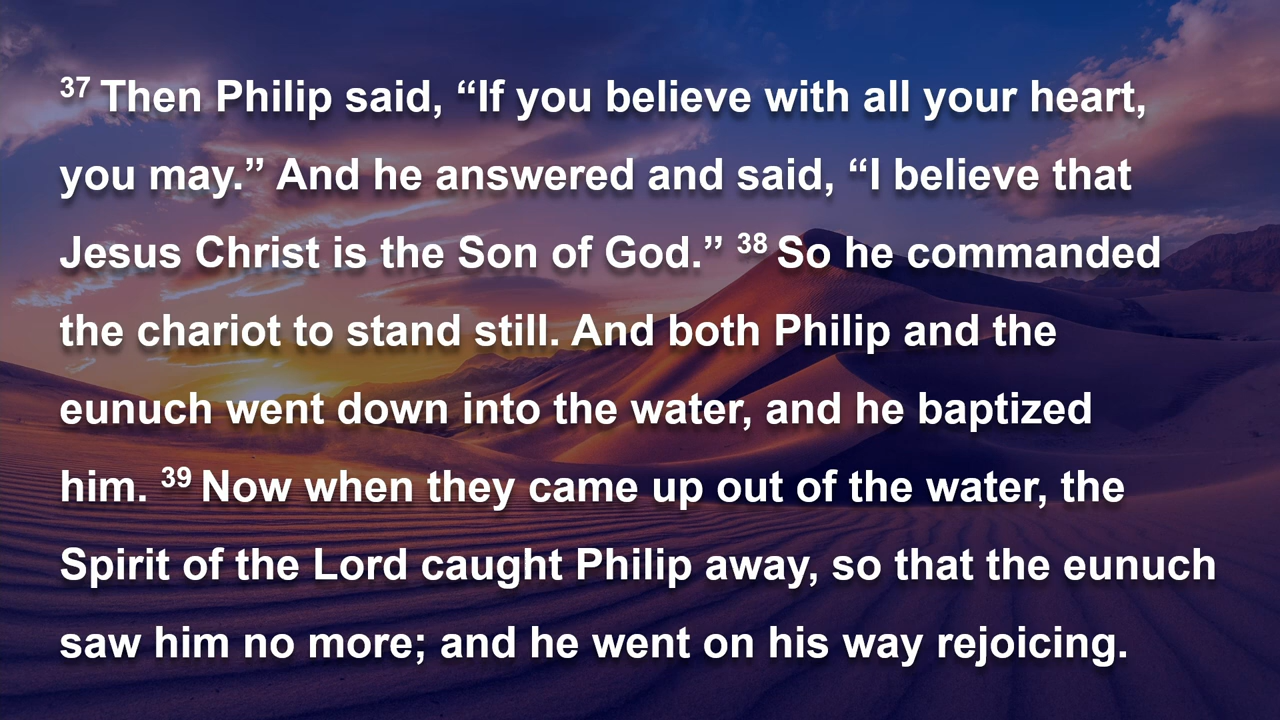 37 Then Philip said, “If you believe with all your heart,
you may.” And he answered and said, “I believe that
Jesus Christ is the Son of God.” 38 So he commanded
the chariot to stand still. And both Philip and the
eunuch went down into the water, and he baptized
him. 39 Now when they came up out of the water, the
Spirit of the Lord caught Philip away, so that the eunuch
saw him no more; and he went on his way rejoicing.